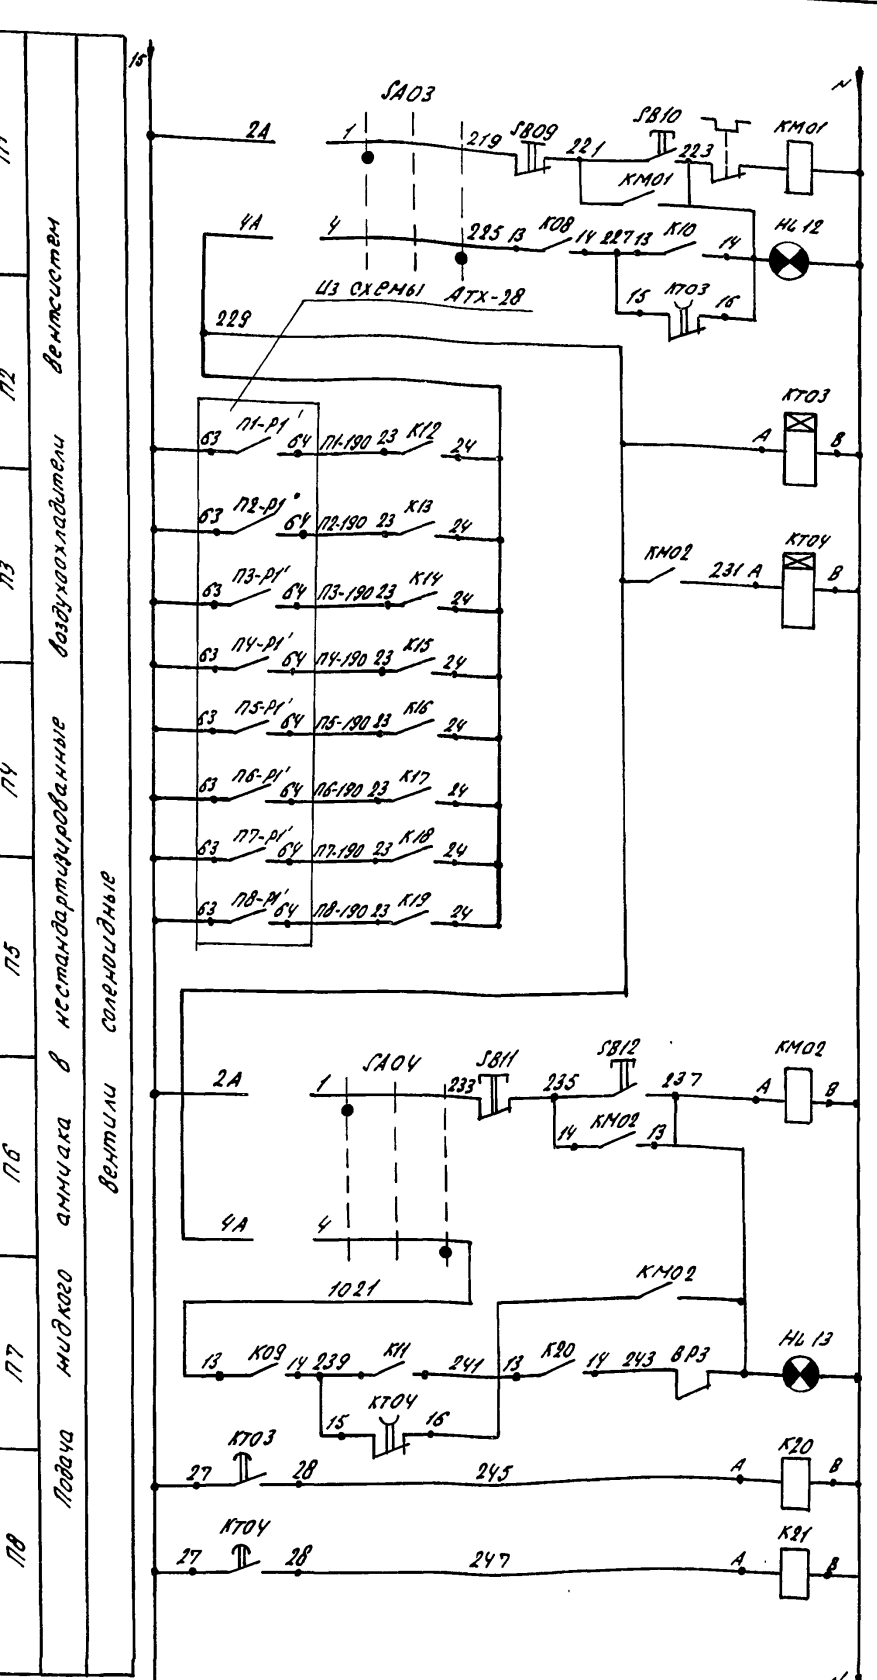 15 N
SA03
2А 1 219 SB09 221 SB10 223 КМ01
КМ01
4А 4 225 13 К08 14 227 13 К10 14 HL12
15 КТ03 16
Из схемы АТХ-28
229
КТ03
А В
63 П1-Р1' 64 П1-190 23 К12 24
63 П2-Р1' 64 П2-190 23 К13 24
КМ02 231 А КТ04 В
63 П3-Р1' 64 П3-190 23 К14 24
63 П4-Р1' 64 П4-190 23 К15 24
63 П5-Р1' 64 П5-190 23 К16 24
63 П6-Р1' 64 П6-190 23 К17 24
63 П7-Р1' 64 П7-190 23 К18 24
63 П8-Р1' 64 П8-190 23 К19 24
SA04
2А 1 233 SB11 235 SB12 237 А КМ02 В
14 КМ02 13
4А 4
1021
КМ02
13 К09 14 239 К11 241 13 К20 14 243 ВР3 HL13
15 КТ04 16
27 КТ03 28 245 А К20 В
27 КТ04 28 247 А К21 В
П2
П3
П4
П5
П6
П7
П8
Подача жидкого аммиака в нестандартизированные воздухоохладители вентсистем
Вентили соленоидные